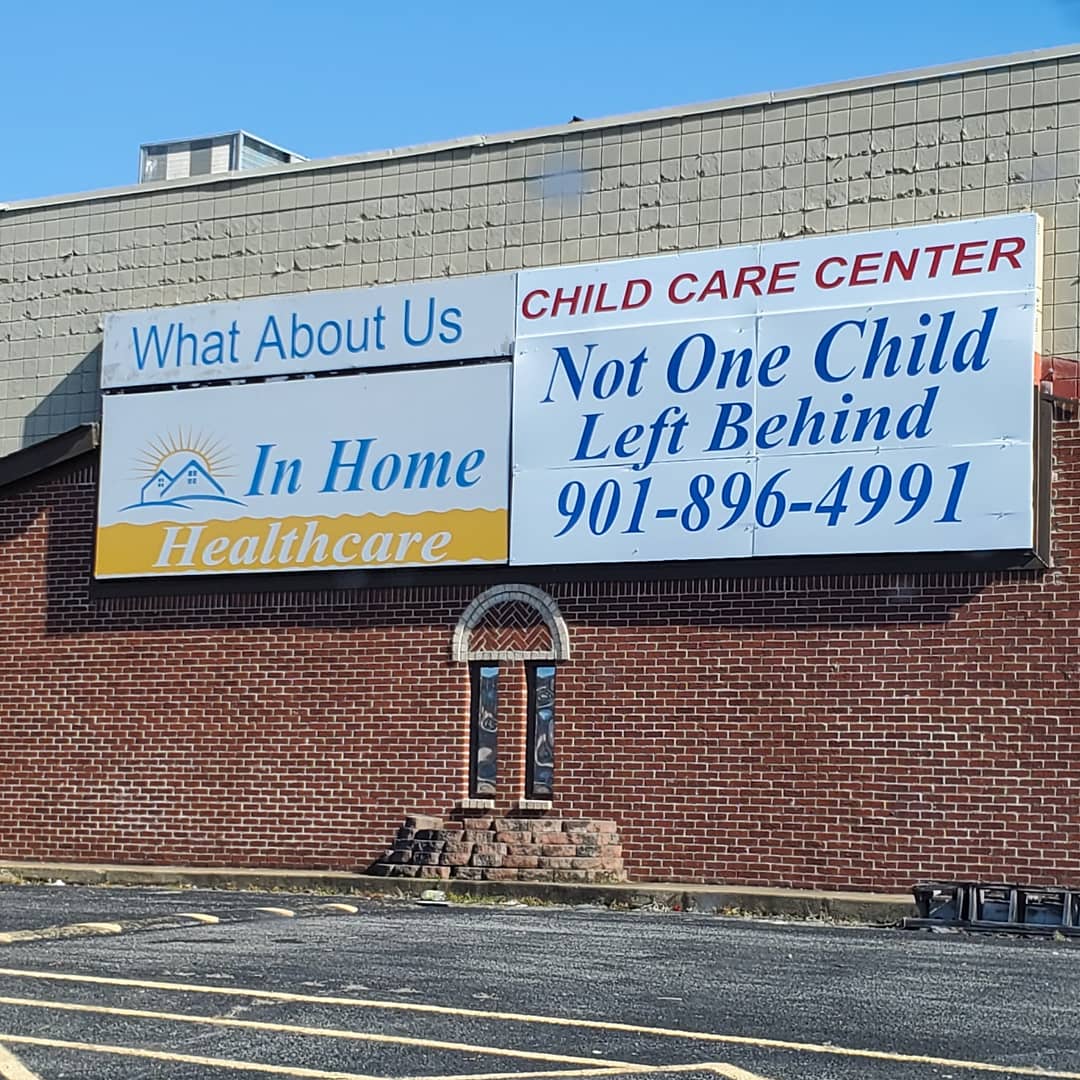 What About Us
In Home
Healthcare
CHILD CARE CENTER
Not One Child
Left Behind
901-896-4991